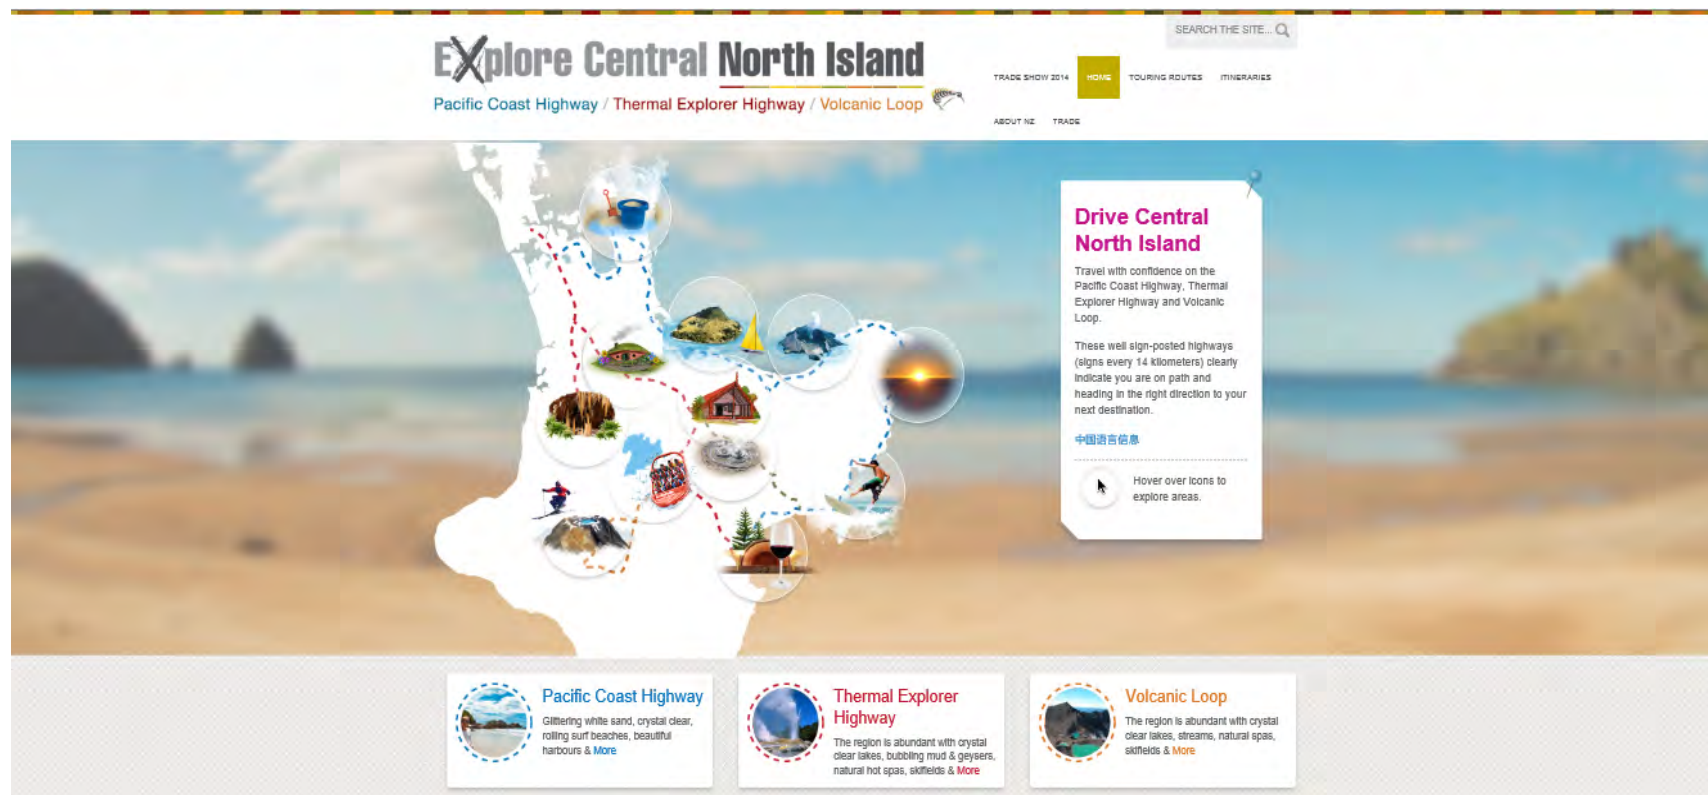 SEARCH THE SITE...
Explore Central North Island
Pacific Coast Highway / Thermal Explorer Highway / Volcanic Loop
TRADE SHOW 2014 HOME TOURING ROUTES ITINERARIES
ABOUT NZ TRADE
Drive Central
North Island
Travel with confidence on the
Pacific Coast Highway, Thermal
Explorer Highway and Volcanic
Loop.
These well sign-posted highways
(signs every 14 kilometers) clearly
indicate you are on path and
heading in the right direction to your
next destination.
中国语言信息
Hover over icons to
explore areas.
Pacific Coast Highway
Glittering white sand, crystal clear,
rolling surf beaches, beautiful
harbours & More
Thermal Explorer
Highway
The region is abundant with crystal
clear lakes, bubbling mud & geysers,
natural hot spas, skifields & More
Volcanic Loop
The region is abundant with crystal
clear lakes, streams, natural spas,
skifields & More